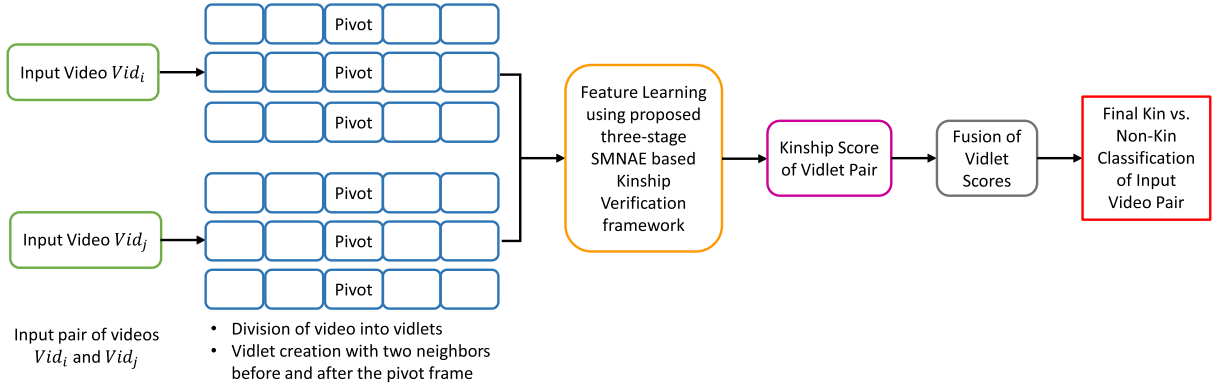 Pivot
Input Video Vid_i
Pivot
Pivot
Pivot
Input Video Vid_j
Pivot
Pivot
Input pair of videos
Vid_i and Vid_j
• Division of video into vidlets
• Vidlet creation with two neighbors
before and after the pivot frame
Feature Learning
using proposed
three-stage
SMNAE based
Kinship
Verification
framework
Kinship Score
of Vidlet Pair
Fusion of
Vidlet
Scores
Final Kin vs.
Non-Kin
Classification
of Input
Video Pair